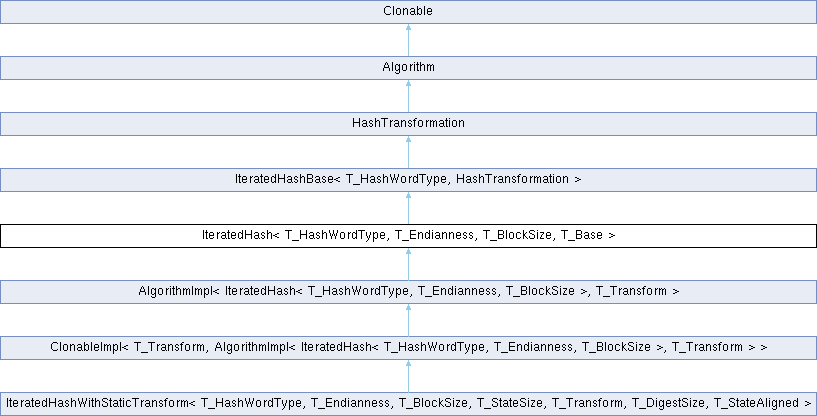 Clonable
Algorithm
HashTransformation
IteratedHashBase< T_HashWordType, HashTransformation >
IteratedHash< T_HashWordType, T_Endianness, T_BlockSize, T_Base >
AlgorithmImpl< IteratedHash< T_HashWordType, T_Endianness, T_BlockSize >, T_Transform >
ClonableImpl< T_Transform, AlgorithmImpl< IteratedHash< T_HashWordType, T_Endianness, T_BlockSize >, T_Transform > >
IteratedHashWithStaticTransform< T_HashWordType, T_Endianness, T_BlockSize, T_StateSize, T_Transform, T_DigestSize, T_StateAligned >